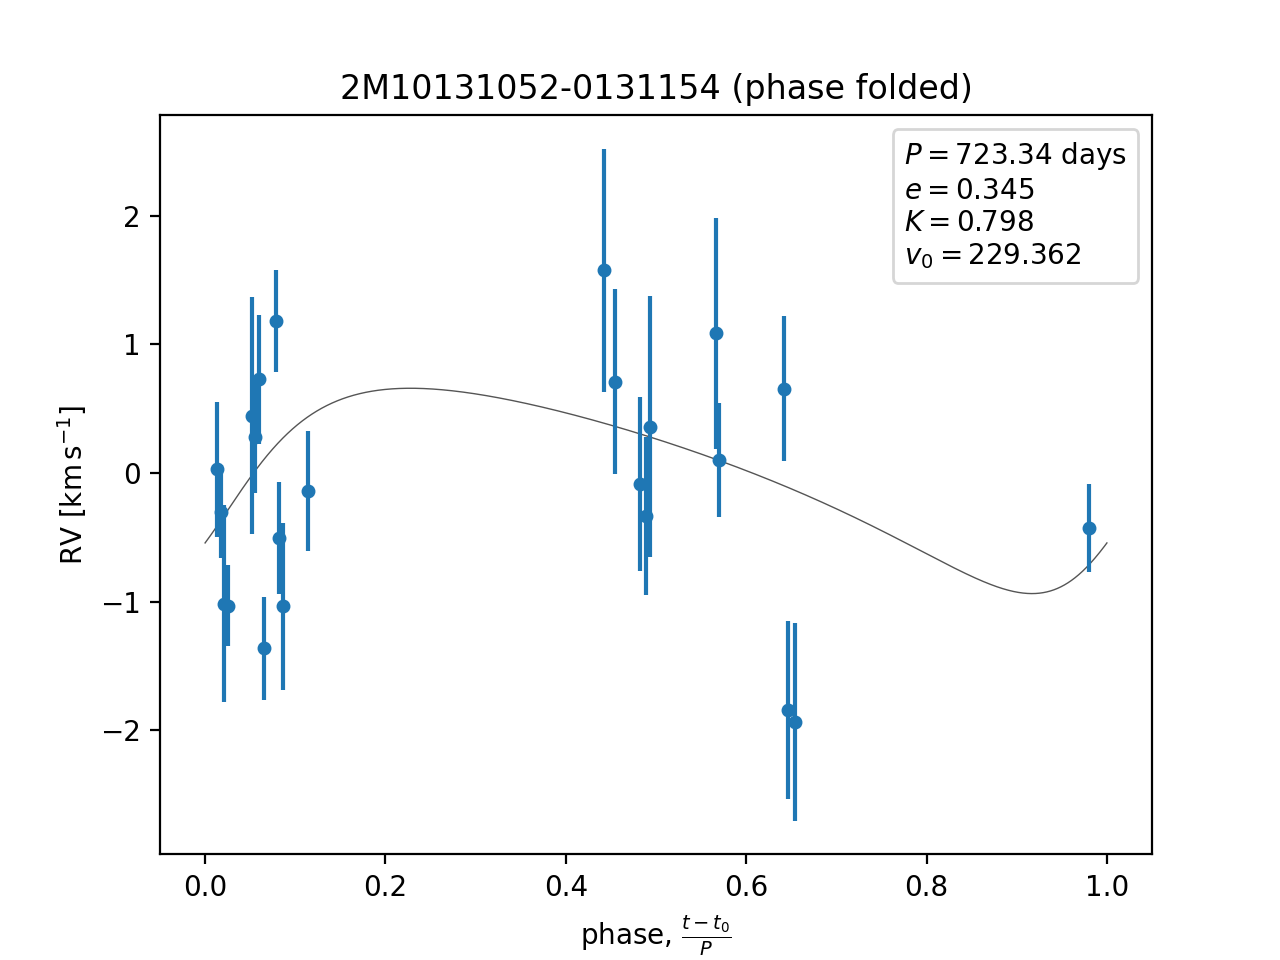 2M10131052-0131154 (phase folded)
P = 723.34 days
e = 0.345
K = 0.798
v₀ = 229.362
RV [km s⁻¹]
2
1
0
−1
−2
0.0 0.2 0.4 0.6 0.8 1.0
phase, (t − t₀)/P